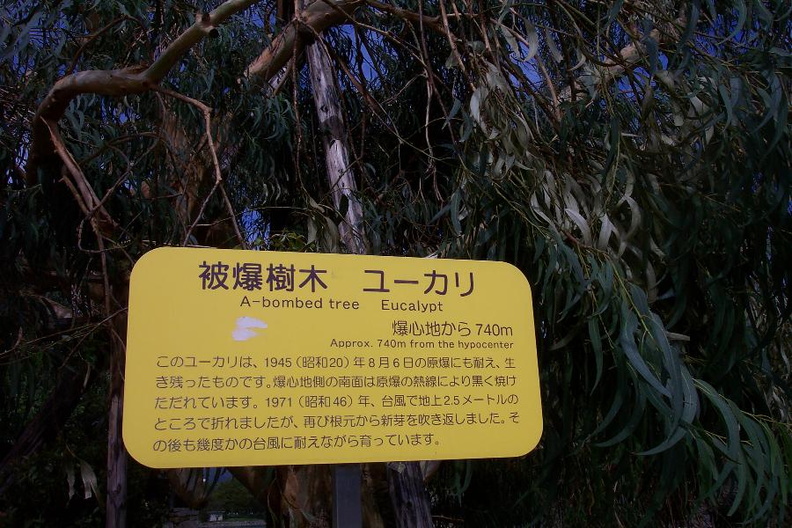 被爆樹木　ユーカリ
A-bombed tree Eucalypt
爆心地から 740m
Approx. 740m from the hypocenter
このユーカリは、1945（昭和20）年8月6日の原爆にも耐え、生
き残ったものです。爆心地側の南面は原爆の熱線により黒く焼け
ただれています。1971（昭和46）年、台風で地上2.5メートルの
ところで折れましたが、再び根元から新芽を吹き返しました。そ
の後も幾度かの台風に耐えながら育っています。